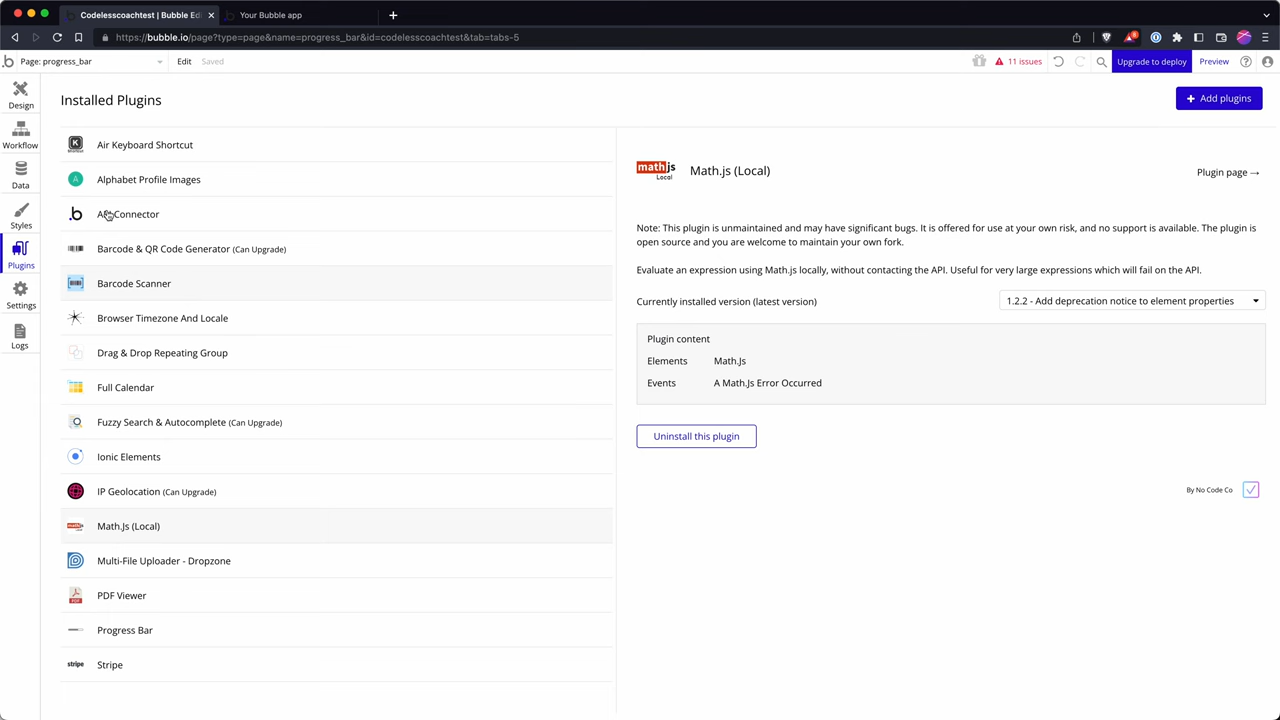 Codelesscoachtest | Bubble Ed
Your Bubble app
https://bubble.io/page?type=page&name=progress_bar&id=codelesscoachtest&tab=tabs-5
Page: progress_bar
Edit
Saved
11 issues
Upgrade to deploy
Preview
Design
Workflow
Data
Styles
Plugins
Settings
Logs
Installed Plugins
+ Add plugins
K
Air Keyboard Shortcut
A
Alphabet Profile Images
Connector
Barcode & QR Code Generator (Can Upgrade)
Barcode Scanner
Browser Timezone And Locale
Drag & Drop Repeating Group
Full Calendar
Fuzzy Search & Autocomplete (Can Upgrade)
Ionic Elements
IP Geolocation (Can Upgrade)
Math.Js (Local)
Multi-File Uploader - Dropzone
PDF Viewer
Progress Bar
stripe
Stripe
mathjs
Local
Math.js (Local)
Plugin page →
Note: This plugin is unmaintained and may have significant bugs. It is offered for use at your own risk, and no support is available. The plugin is
open source and you are welcome to maintain your own fork.
Evaluate an expression using Math.js locally, without contacting the API. Useful for very large expressions which will fail on the API.
Currently installed version (latest version)
1.2.2 - Add deprecation notice to element properties
Plugin content
Elements Math.Js
Events A Math.Js Error Occurred
Uninstall this plugin
By No Code Co